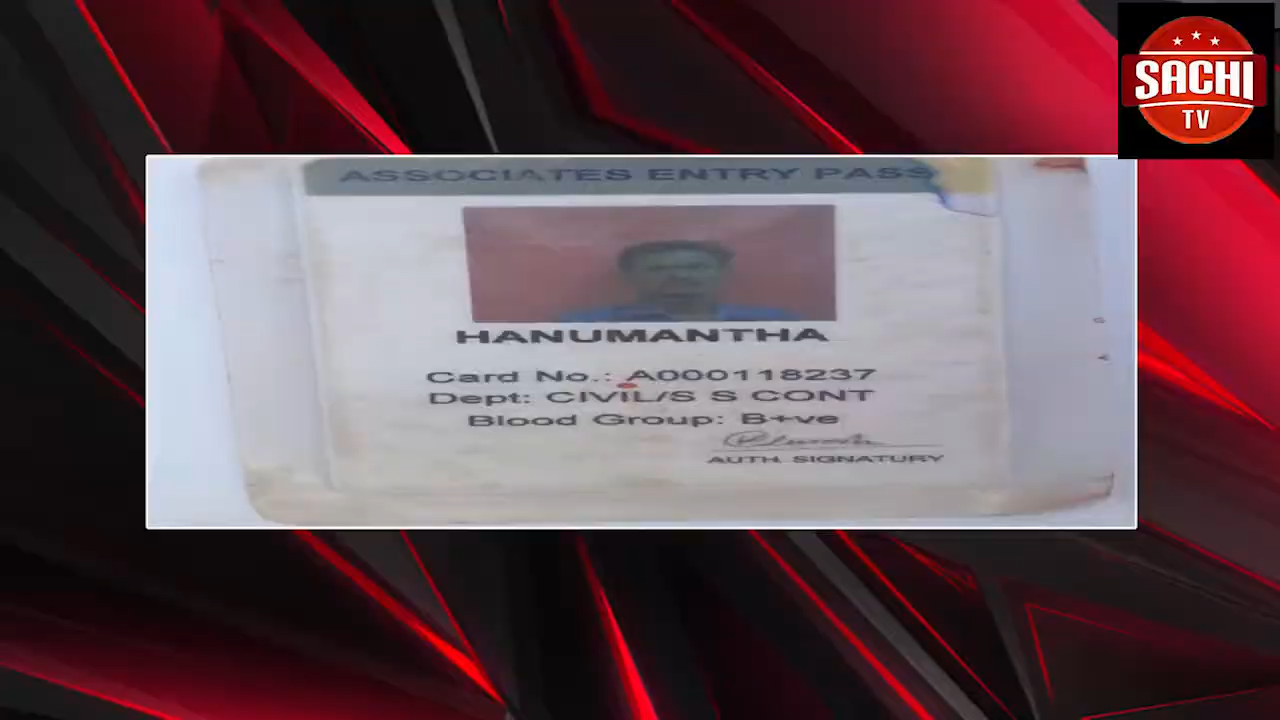 SACHI
TV
ASSOCIATES ENTRY PASS
HANUMANTHA
Card No.: A000118237
Dept: CIVIL/S S CONT
Blood Group: B+ve
AUTH. SIGNATURY